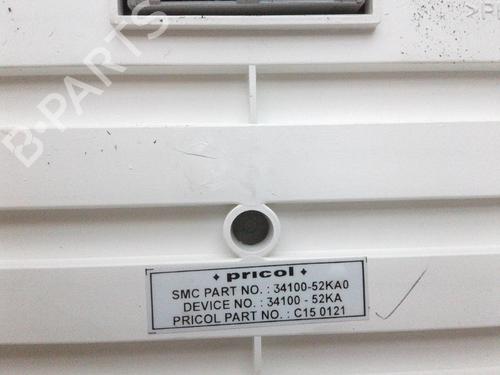 B-PARTS
>P
pricol
SMC PART NO. : 34100-52KA0
DEVICE NO. : 34100 - 52KA
PRICOL PART NO. : C15 0121